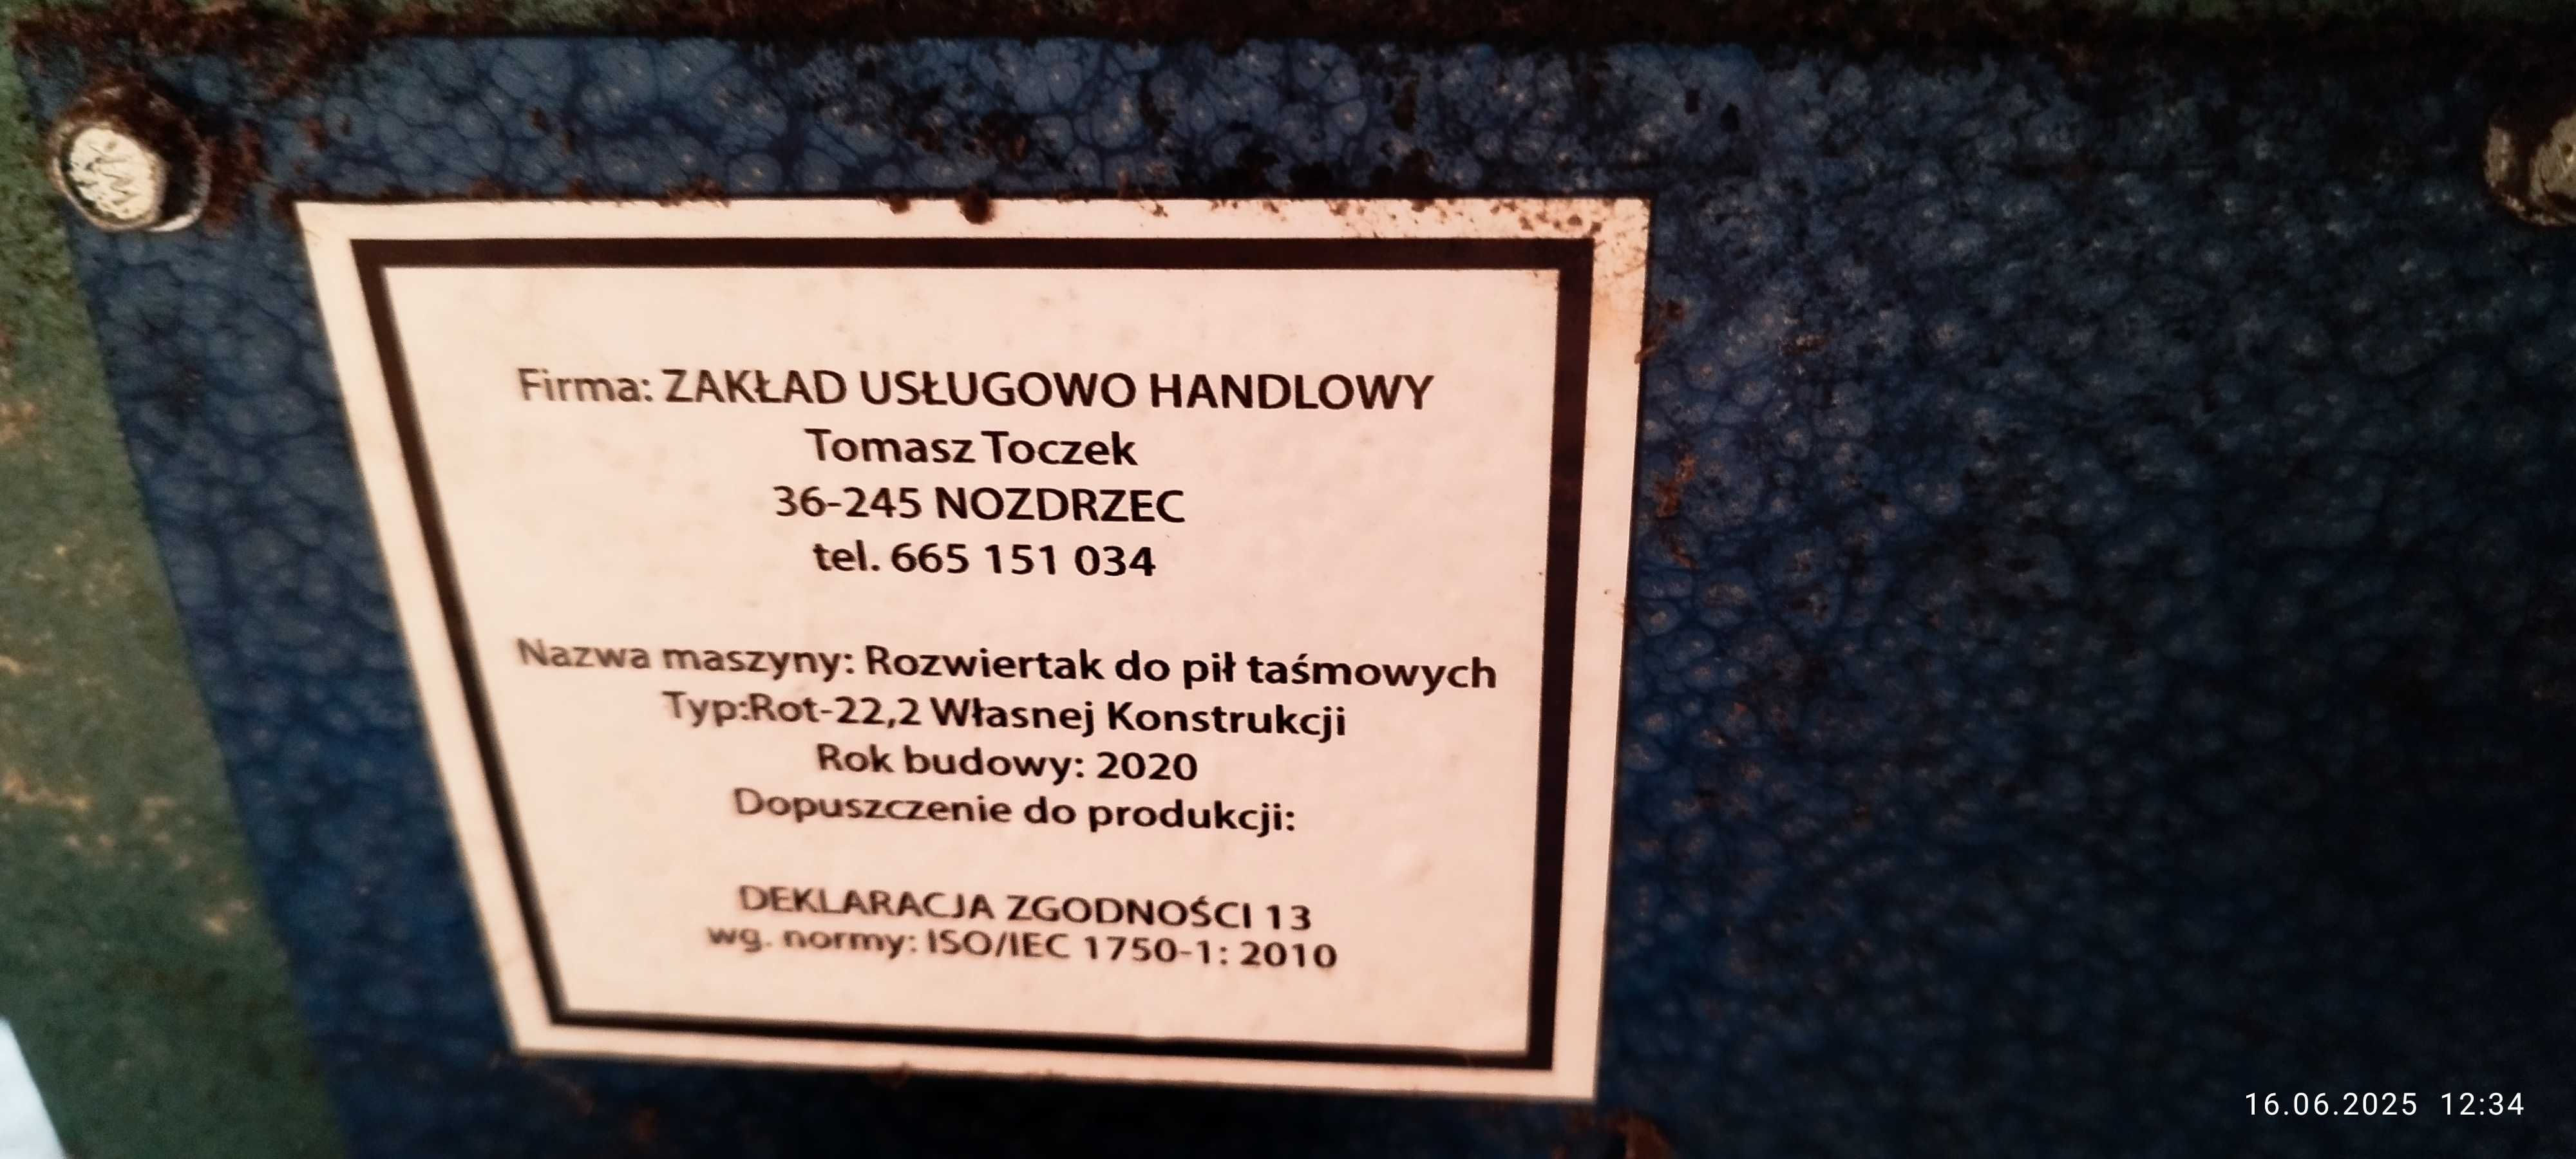 Firma: ZAKŁAD USŁUGOWO HANDLOWY
Tomasz Toczek
36-245 NOZDRZEC
tel. 665 151 034
Nazwa maszyny: Rozwiertak do pił taśmowych
Typ:Rot-22,2 Własnej Konstrukcji
Rok budowy: 2020
Dopuszczenie do produkcji:
DEKLARACJA ZGODNOŚCI 13
wg. normy: ISO/IEC 1750-1: 2010
16.06.2025 12:34